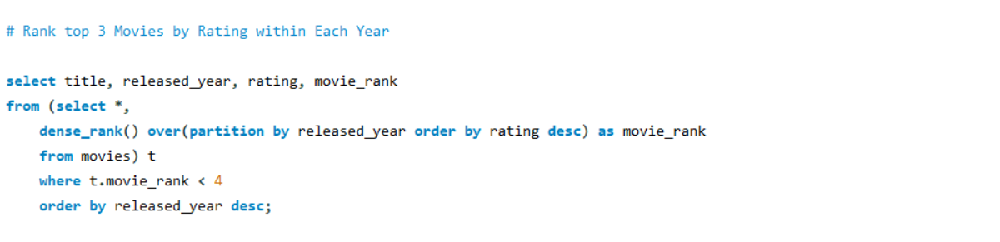 # Rank top 3 Movies by Rating within Each Year
select title, released_year, rating, movie_rank
from (select *,
dense_rank() over(partition by released_year order by rating desc) as movie_rank
from movies) t
where t.movie_rank < 4
order by released_year desc;